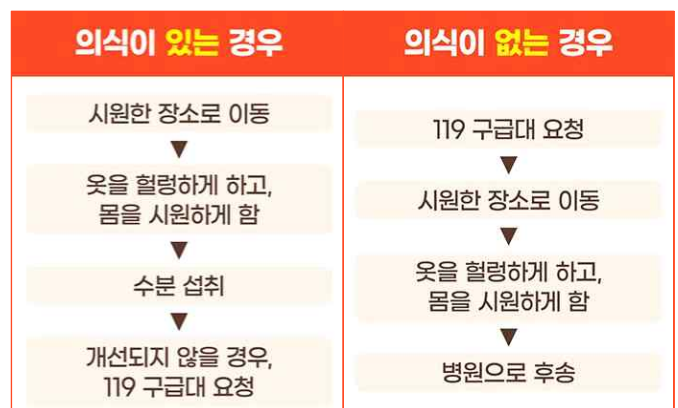 의식이 있는 경우
시원한 장소로 이동
▼
옷을 헐렁하게 하고,
몸을 시원하게 함
▼
수분 섭취
▼
개선되지 않을 경우,
119 구급대 요청
의식이 없는 경우
119 구급대 요청
▼
시원한 장소로 이동
▼
옷을 헐렁하게 하고,
몸을 시원하게 함
▼
병원으로 후송